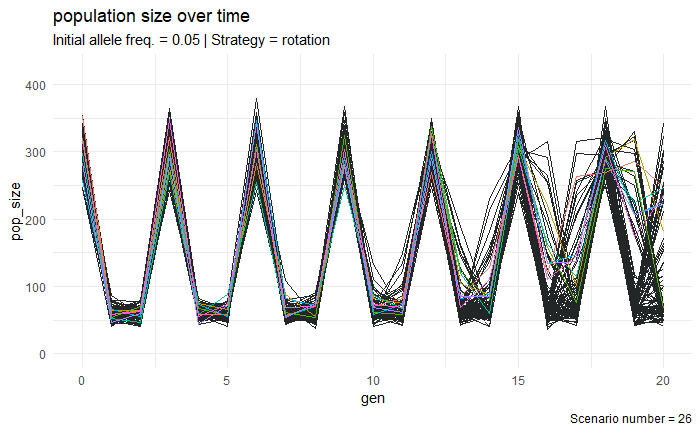 population size over time
Initial allele freq. = 0.05 | Strategy = rotation
400
300
200
100
0
pop_size
0
5
10
15
20
gen
Scenario number = 26